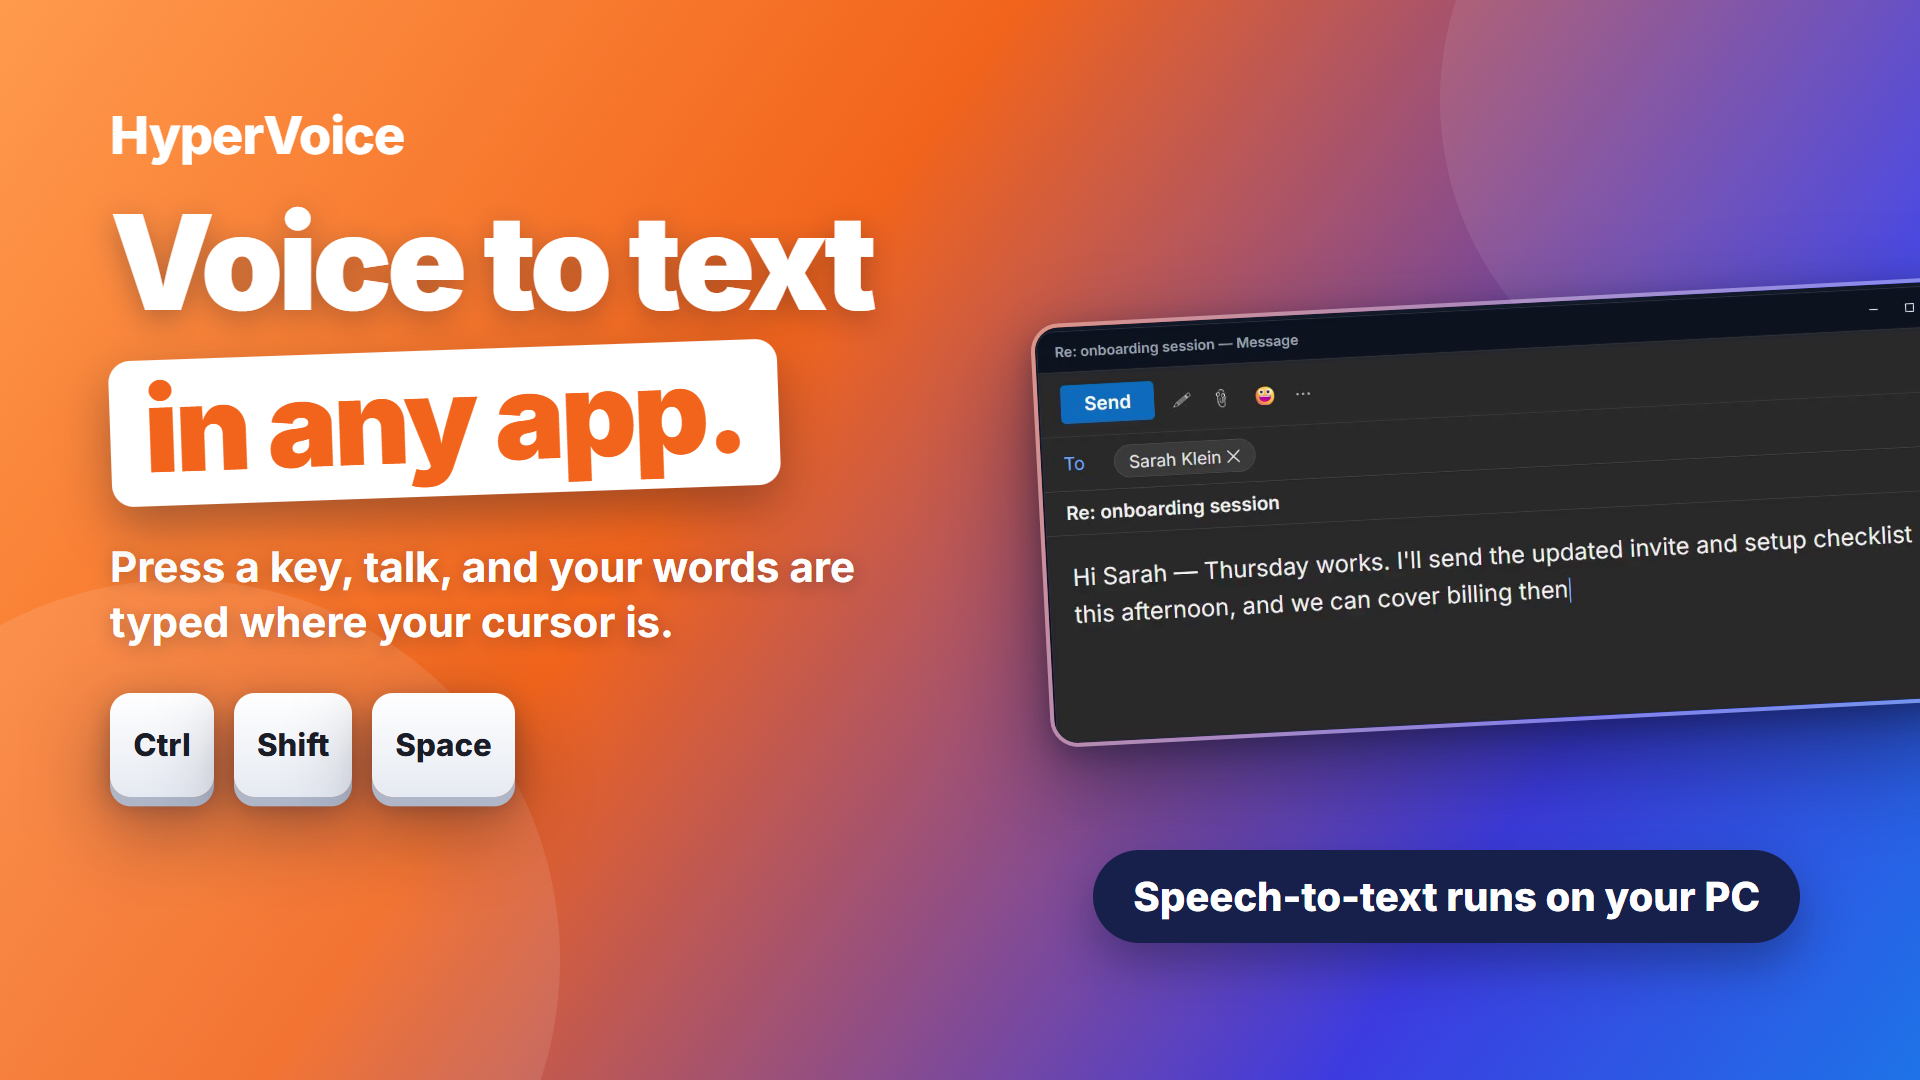 HyperVoice
Voice to text
in any app.
Press a key, talk, and your words are
typed where your cursor is.
Ctrl
Shift
Space
Re: onboarding session — Message
Send
To
Sarah Klein
Re: onboarding session
Hi Sarah — Thursday works. I'll send the updated invite and setup checklist
this afternoon, and we can cover billing then
Speech-to-text runs on your PC